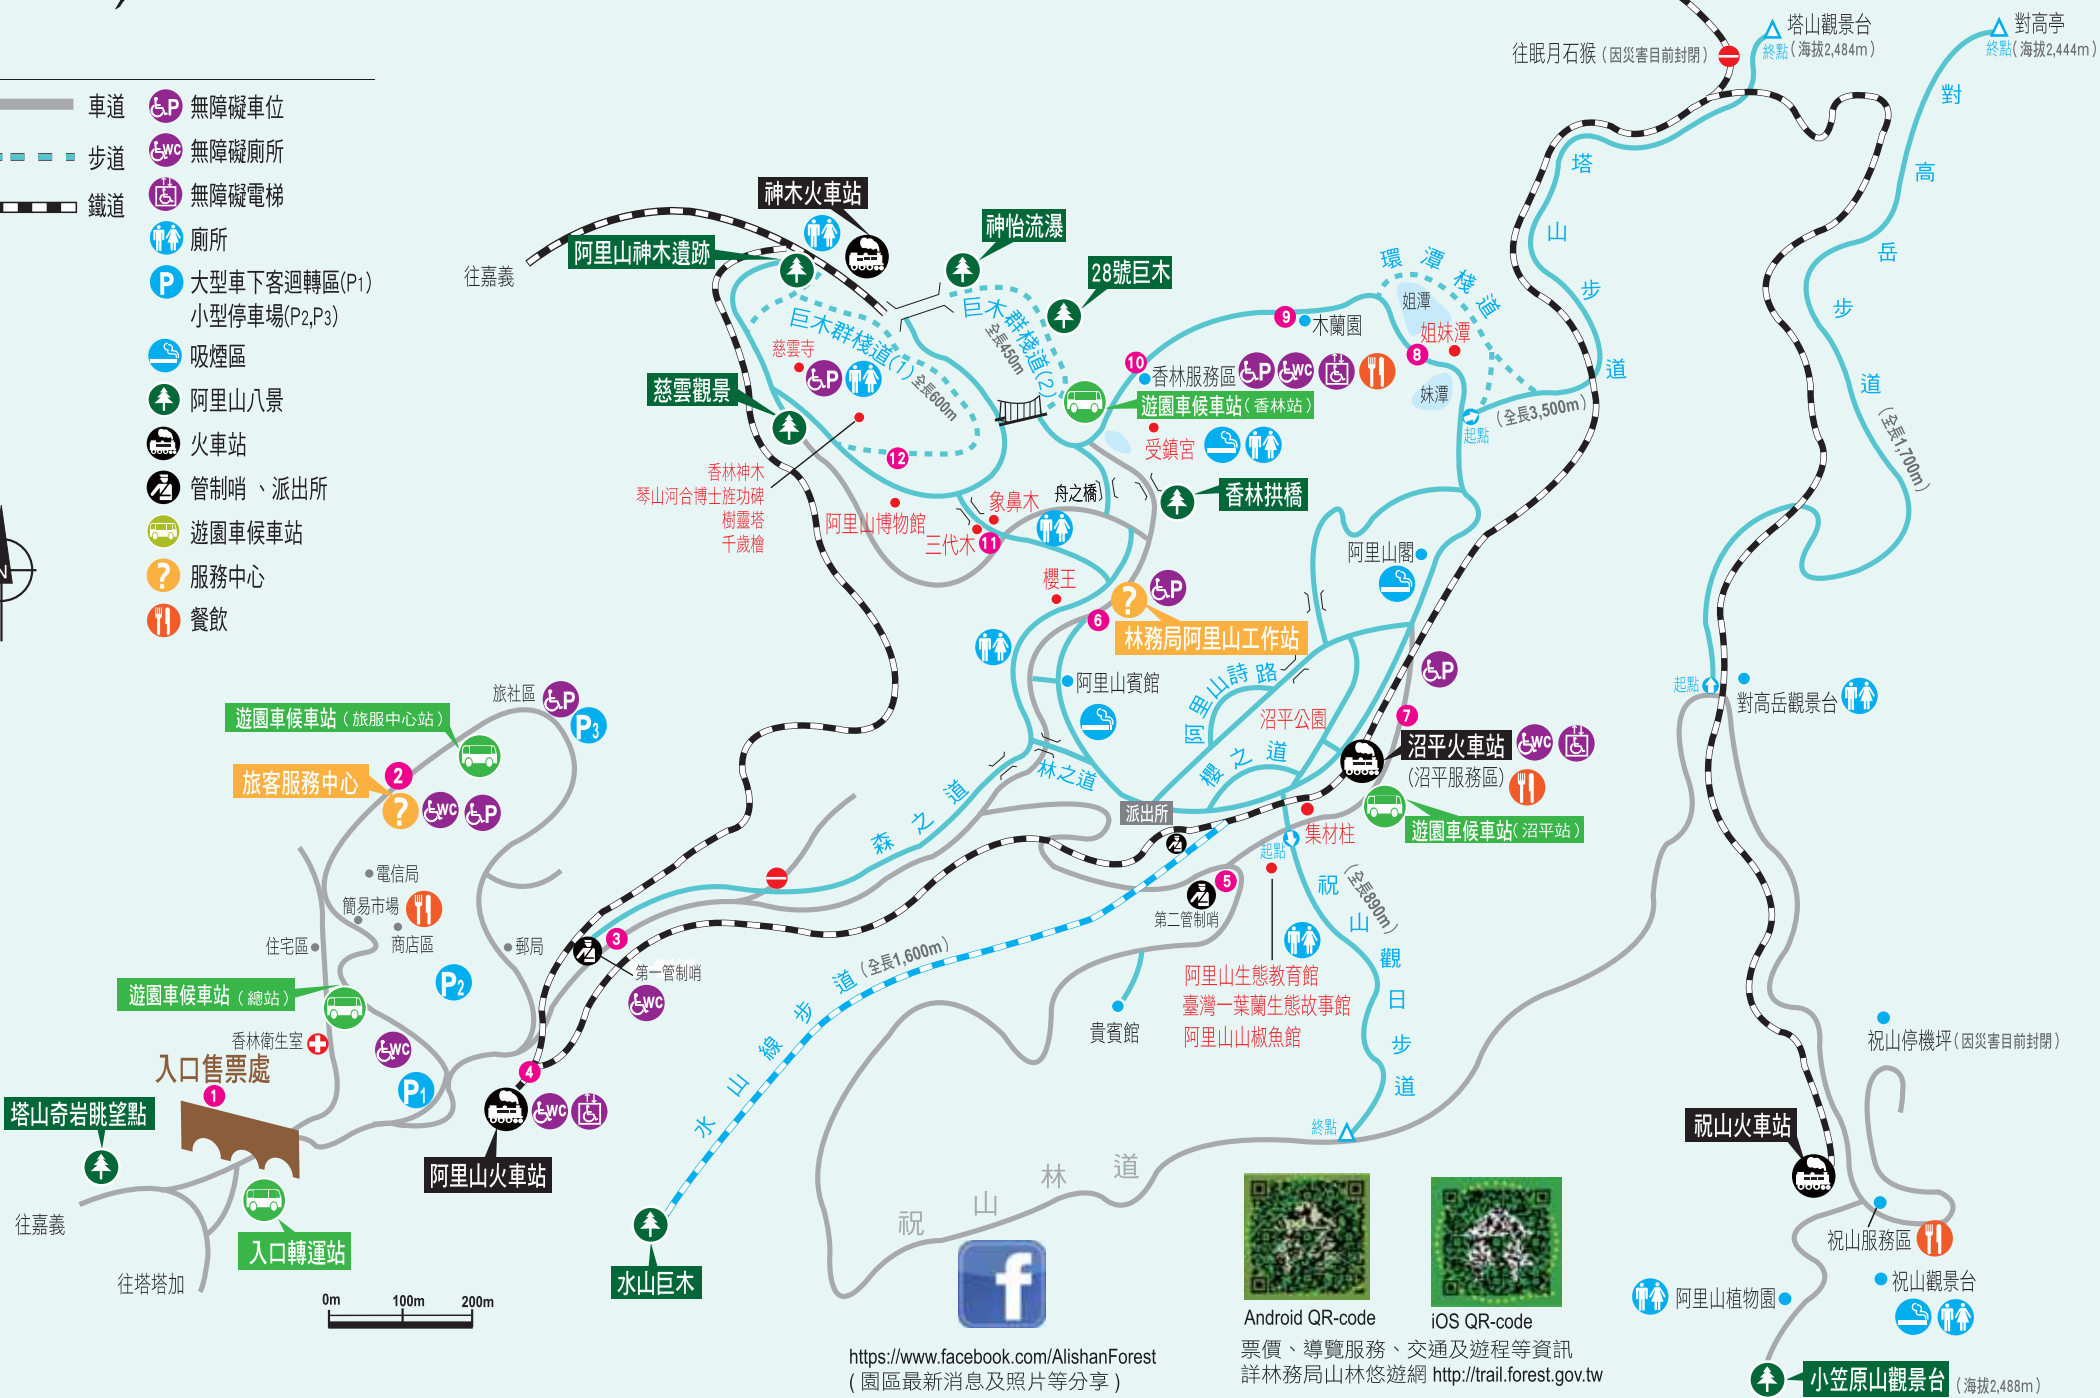 車道
步道
鐵道
P 無障礙車位
WC 無障礙廁所
無障礙電梯
廁所
P 大型車下客迴轉區(P1)
小型停車場(P2,P3)
吸煙區
阿里山八景
火車站
管制哨 、派出所
遊園車候車站
? 服務中心
餐飲
N
往眠月石猴(因災害目前封閉)
塔山觀景台
終點(海拔2,484m)
對高亭
終點(海拔2,444m)
對高岳步道
(全長1,700m)
塔山步道
(全長3,500m)
起點
神木火車站
阿里山神木遺跡
神怡流瀑
28號巨木
往嘉義
巨木群棧道(1)
全長600m
巨木群棧道(2)
全長450m
慈雲寺
P
慈雲觀景
環潭棧道
姐潭
姐妹潭
妹潭
9
木蘭園
8
10
香林服務區
P
WC
遊園車候車站(香林站)
受鎮宮
香林拱橋
12
香林神木
琴山河合博士旌功碑
樹靈塔
千歲檜
阿里山博物館
象鼻木
三代木
11
舟之橋
櫻王
?
P
6
林務局阿里山工作站
阿里山閣
阿里山賓館
阿里山詩路
沼平公園
櫻之道
林之道
森之道
P
7
沼平火車站
WC
(沼平服務區)
遊園車候車站(沼平站)
派出所
集材柱
起點
祝山觀日步道
(全長890m)
終點
起點
對高岳觀景台
旅社區
P
P3
遊園車候車站(旅服中心站)
旅客服務中心
2
?
WC
P
電信局
簡易市場
商店區
住宅區
郵局
P2
遊園車候車站(總站)
香林衛生室
WC
P1
入口售票處
1
塔山奇岩眺望點
往嘉義
往塔塔加
入口轉運站
3
第一管制哨
WC
4
WC
阿里山火車站
5
第二管制哨
水山線步道
(全長1,600m)
水山巨木
貴賓館
阿里山生態教育館
臺灣一葉蘭生態故事館
阿里山山椒魚館
祝山林道
祝山停機坪(因災害目前封閉)
祝山火車站
祝山服務區
祝山觀景台
阿里山植物園
小笠原山觀景台
(海拔2,488m)
0m
100m
200m
f
https://www.facebook.com/AlishanForest
( 園區最新消息及照片等分享 )
Android QR-code
iOS QR-code
票價、導覽服務、交通及遊程等資訊
詳林務局山林悠遊網 http://trail.forest.gov.tw